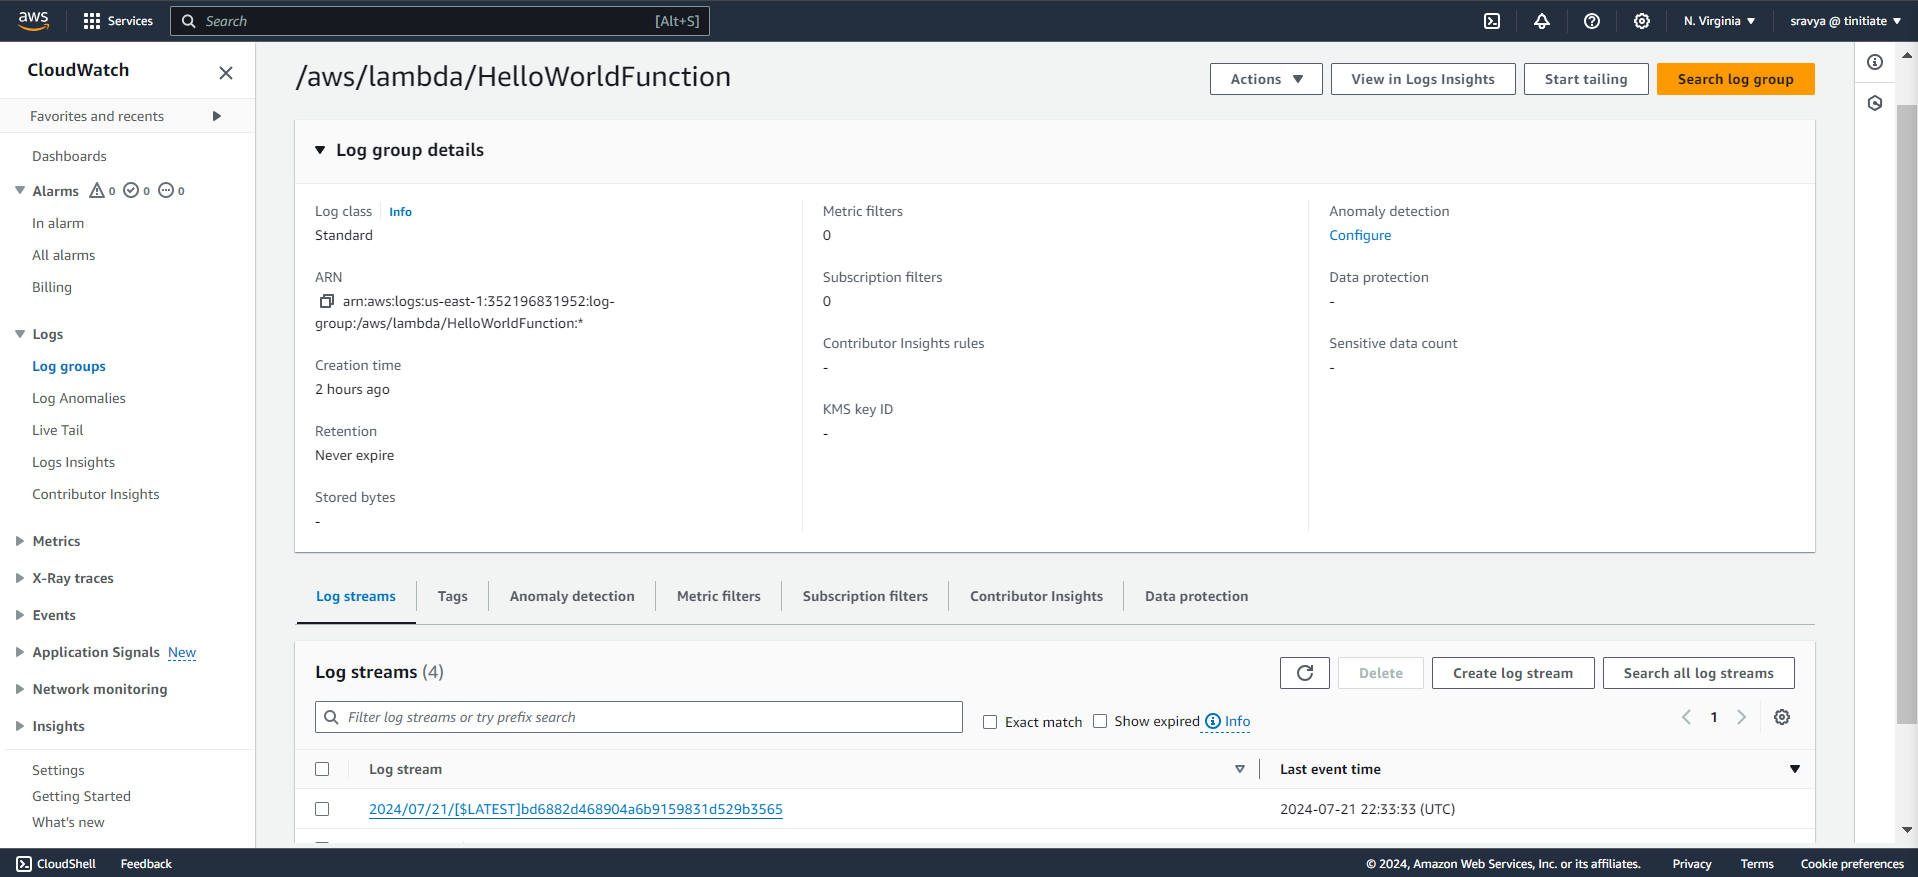 aws
Services
Search
[Alt+S]
N. Virginia
sravya @ tinitiate
CloudWatch
Favorites and recents
Dashboards
Alarms 0 0 0
In alarm
All alarms
Billing
Logs
Log groups
Log Anomalies
Live Tail
Logs Insights
Contributor Insights
Metrics
X-Ray traces
Events
Application Signals New
Network monitoring
Insights
Settings
Getting Started
What's new
/aws/lambda/HelloWorldFunction
Actions
View in Logs Insights
Start tailing
Search log group
Log group details
Log class Info
Standard
ARN
arn:aws:logs:us-east-1:352196831952:log-
group:/aws/lambda/HelloWorldFunction:*
Creation time
2 hours ago
Retention
Never expire
Stored bytes
-
Metric filters
0
Subscription filters
0
Contributor Insights rules
-
KMS key ID
-
Anomaly detection
Configure
Data protection
-
Sensitive data count
-
Log streams
Tags
Anomaly detection
Metric filters
Subscription filters
Contributor Insights
Data protection
Log streams (4)
Delete
Create log stream
Search all log streams
Filter log streams or try prefix search
Exact match
Show expired
Info
1
Log stream
Last event time
2024/07/21/[$LATEST]bd6882d468904a6b9159831d529b3565
2024-07-21 22:33:33 (UTC)
CloudShell
Feedback
© 2024, Amazon Web Services, Inc. or its affiliates.
Privacy
Terms
Cookie preferences